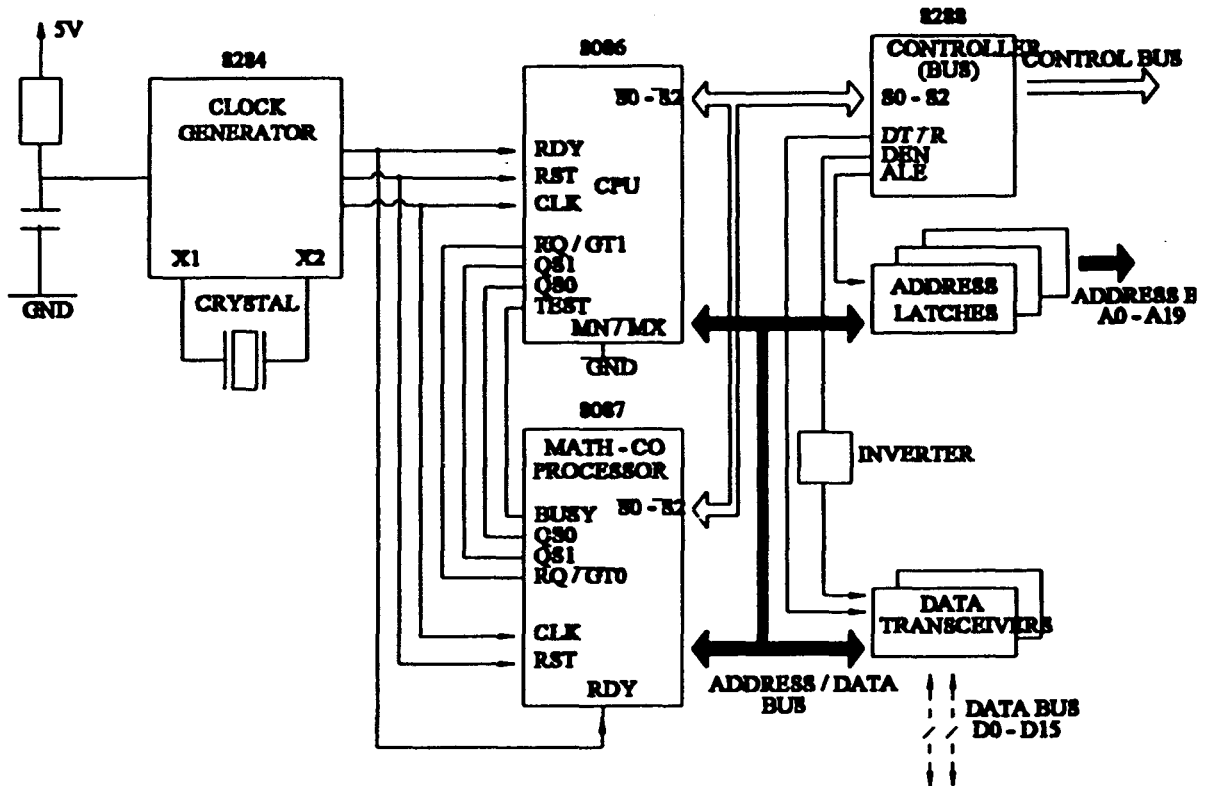 5V
8284
CLOCK
GENERATOR
X1
X2
CRYSTAL
GND
8086
S0 - S2
RDY
RST
CPU
CLK
RQ / GT1
QS1
QS0
TEST
MN / MX
GND
8087
MATH - CO
PROCESSOR
S0 - S2
BUSY
QS0
QS1
RQ / GT0
CLK
RST
RDY
8288
CONTROLLER
(BUS)
S0 - S2
DT / R
DEN
ALE
CONTROL BUS
ADDRESS
LATCHES
ADDRESS B
A0 - A19
INVERTER
DATA
TRANSCEIVERS
ADDRESS / DATA
BUS
DATA BUS
D0 - D15